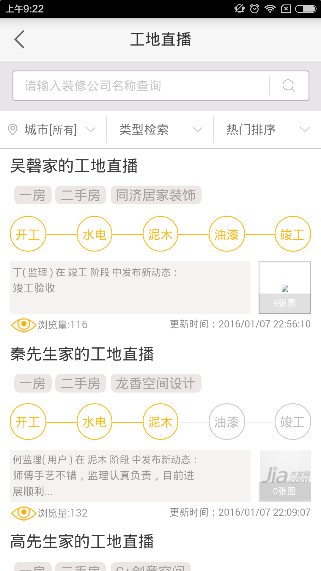 上午9:22
工地直播
请输入装修公司名称查询
城市[所有] 类型检索 热门排序
吴馨家的工地直播
一房 二手房 同济居家装饰
开工 水电 泥木 油漆 竣工
丁(监理)在 竣工 阶段 中发布新动态：
竣工验收
9张图
浏览量:116 更新时间：2016/01/07 22:56:10
秦先生家的工地直播
一房 二手房 龙香空间设计
开工 水电 泥木 油漆 竣工
何监理(用户)在 泥木 阶段 中发布新动态：
师傅手艺不错，监理认真负责，目前进
展顺利...
Jia
0张图
浏览量:132 更新时间：2016/01/07 22:09:07
高先生家的工地直播
一房 二手房 C+创意空间